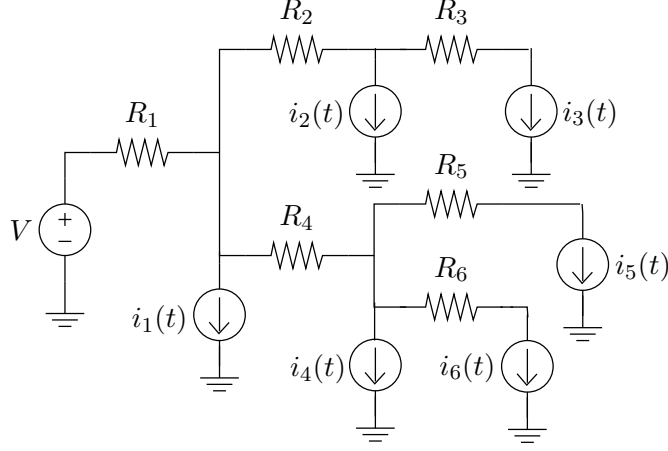 R₂
R₃
R₁
i₂(t)
i₃(t)
R₅
V
+
−
R₄
i₅(t)
R₆
i₁(t)
i₄(t)
i₆(t)